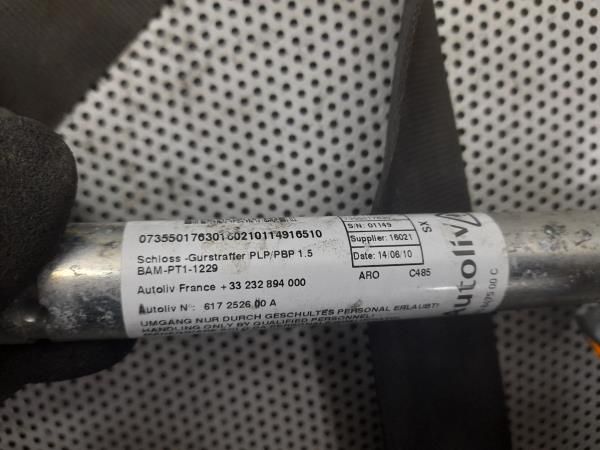 07355017630160210114916510
Schloss -Gurstraffer PLP/PBP 1.5
BAM-PT1-1229
Autoliv France +33 232 894 000
Autoliv N°: 617 2526 00 A
UMGANG NUR DURCH GESCHULTES PERSONAL ERLAUBT!
HANDLING ONLY BY QUALIFIED PERSONNEL!
S/N: 01149
Supplier: 16021
Date: 14/06/10
ARO C485
SX
Autoliv